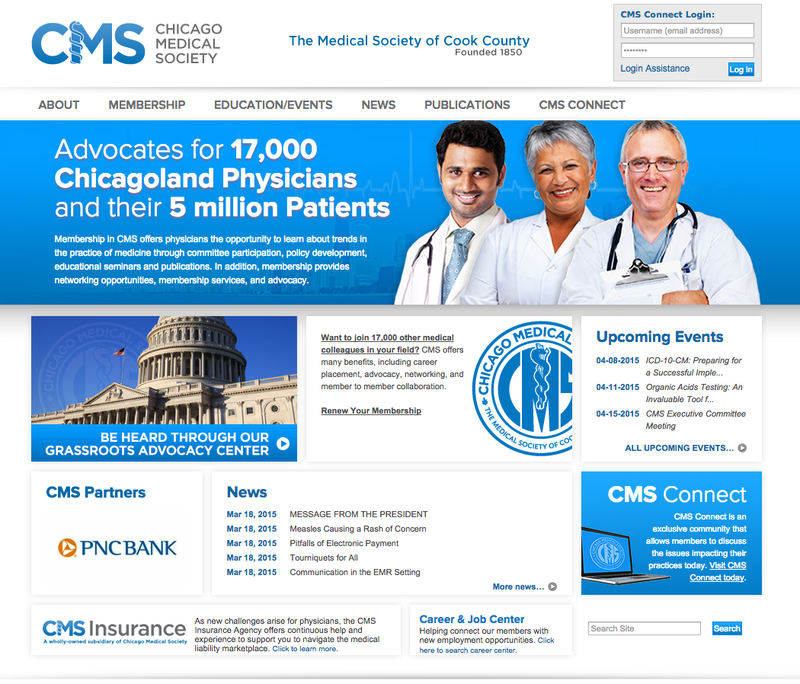 CMS CHICAGO
MEDICAL
SOCIETY
The Medical Society of Cook County
Founded 1850
CMS Connect Login:
Username (email address)
••••••••
Login Assistance
Log in
ABOUT MEMBERSHIP EDUCATION/EVENTS NEWS PUBLICATIONS CMS CONNECT
Advocates for 17,000
Chicagoland Physicians
and their 5 million Patients
Membership in CMS offers physicians the opportunity to learn about trends in
the practice of medicine through committee participation, policy development,
educational seminars and publications. In addition, membership provides
networking opportunities, membership services, and advocacy.
BE HEARD THROUGH OUR
GRASSROOTS ADVOCACY CENTER
Want to join 17,000 other medical
colleagues in your field? CMS offers
many benefits, including career
placement, advocacy, networking, and
member to member collaboration.
Renew Your Membership
CHICAGO MEDICAL
CMS
THE MEDICAL SOCIETY OF COO
Upcoming Events
04-08-2015 ICD-10-CM: Preparing for
a Successful Imple...
04-11-2015 Organic Acids Testing: An
Invaluable Tool f...
04-15-2015 CMS Executive Committee
Meeting
ALL UPCOMING EVENTS...
CMS Partners
PNCBANK
News
Mar 18, 2015 MESSAGE FROM THE PRESIDENT
Mar 18, 2015 Measles Causing a Rash of Concern
Mar 18, 2015 Pitfalls of Electronic Payment
Mar 18, 2015 Tourniquets for All
Mar 18, 2015 Communication in the EMR Setting
More news...
CMS Connect
CMS Connect is an
exclusive community that
allows members to discuss
the issues impacting their
practices today. Visit CMS
Connect today.
CMS Insurance
A wholly-owned subsidiary of Chicago Medical Society
As new challenges arise for physicians, the CMS
Insurance Agency offers continuous help and
experience to support you to navigate the medical
liability marketplace. Click to learn more.
Career & Job Center
Helping connect our members with
new employment opportunities. Click
here to search career center.
Search Site
Search